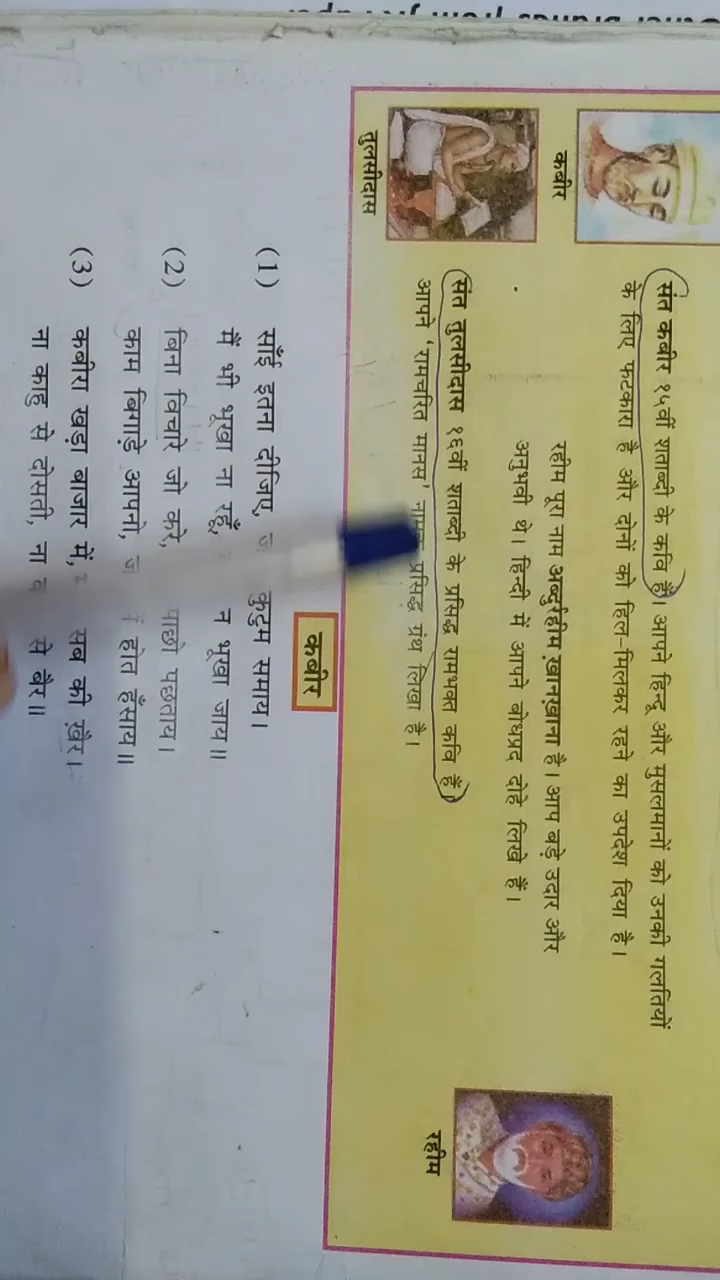 कबीर
संत कबीर १५वीं शताब्दी के कवि हैं। आपने हिन्दू और मुसलमानों को उनकी गलतियों
के लिए फटकारा है और दोनों को हिल-मिलकर रहने का उपदेश दिया है।
रहीम पूरा नाम अब्दुर्रहीम ख़ानख़ाना है। आप बड़े उदार और
अनुभवी थे। हिन्दी में आपने बोधप्रद दोहे लिखे हैं।
रहीम
संत तुलसीदास १६वीं शताब्दी के प्रसिद्ध रामभक्त कवि हैं।
आपने 'रामचरित मानस' प्रसिद्ध ग्रंथ लिखा है।
तुलसीदास
कबीर
(1) साँई इतना दीजिए, कुटुम समाय।
मैं भी भूखा ना रहूँ, न भूखा जाय॥
(2) बिना विचारे जो करे, पाछो पछताय।
काम बिगाड़े आपनो, होत हँसाय॥
(3) कबीरा खड़ा बाजार में, सब की ख़ैर।
ना काहु से दोसती, ना से बैर॥